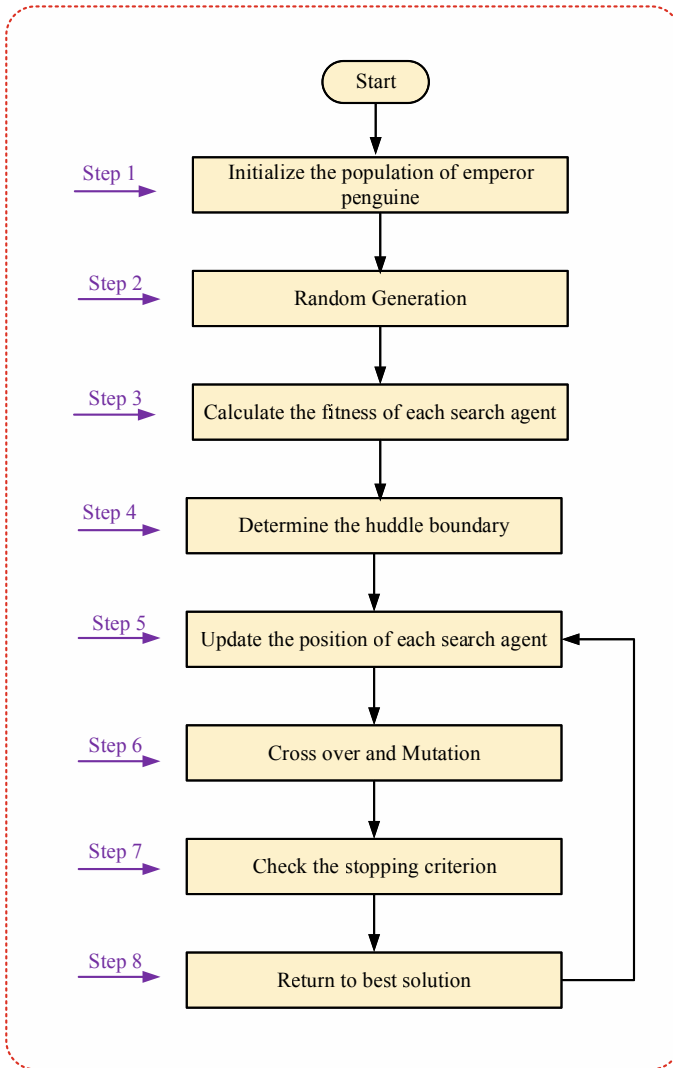 Start
Step 1
Initialize the population of emperor
penguine
Step 2
Random Generation
Step 3
Calculate the fitness of each search agent
Step 4
Determine the huddle boundary
Step 5
Update the position of each search agent
Step 6
Cross over and Mutation
Step 7
Check the stopping criterion
Step 8
Return to best solution